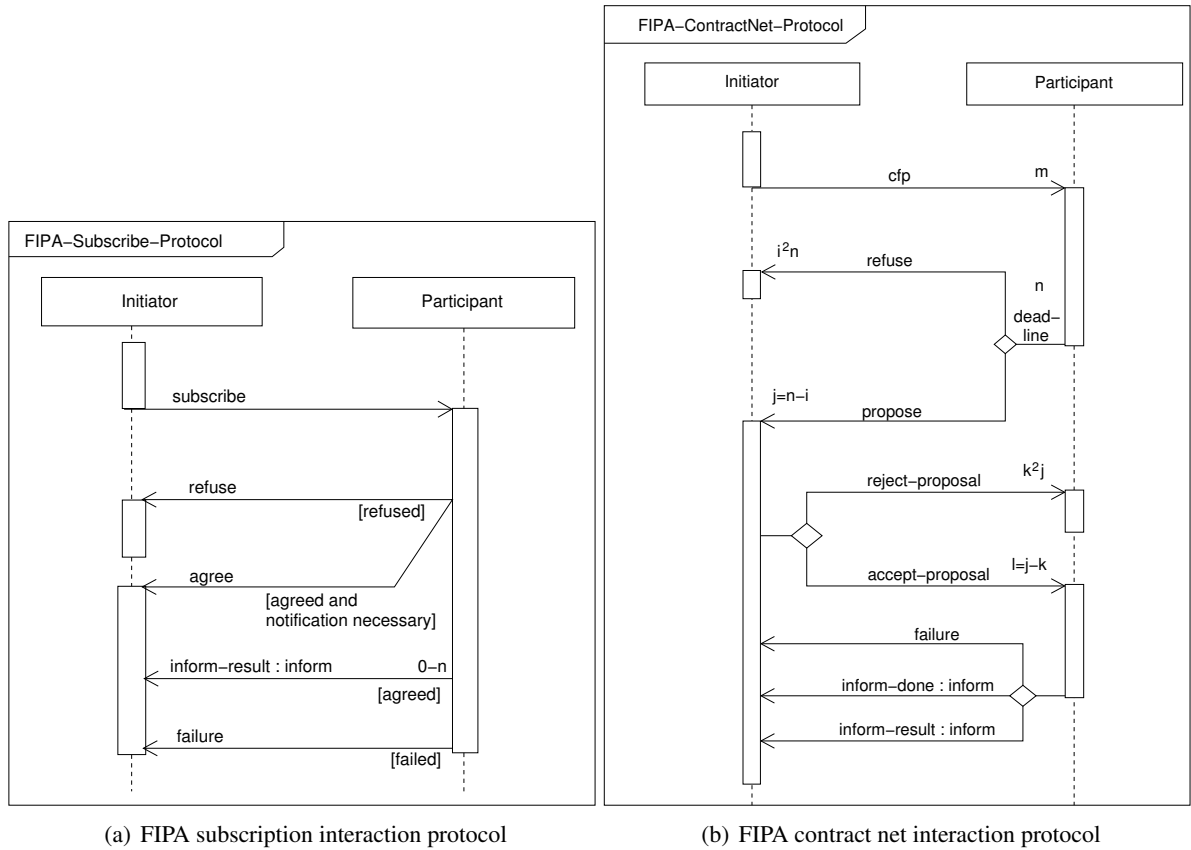 FIPA−Subscribe−Protocol
Initiator
Participant
subscribe
refuse
[refused]
agree
[agreed and
notification necessary]
inform−result : inform
0−n
[agreed]
failure
[failed]
(a) FIPA subscription interaction protocol
FIPA−ContractNet−Protocol
Initiator
Participant
cfp
m
i²n
refuse
n
dead−
line
j=n−i
propose
reject−proposal
k²j
accept−proposal
l=j−k
failure
inform−done : inform
inform−result : inform
(b) FIPA contract net interaction protocol